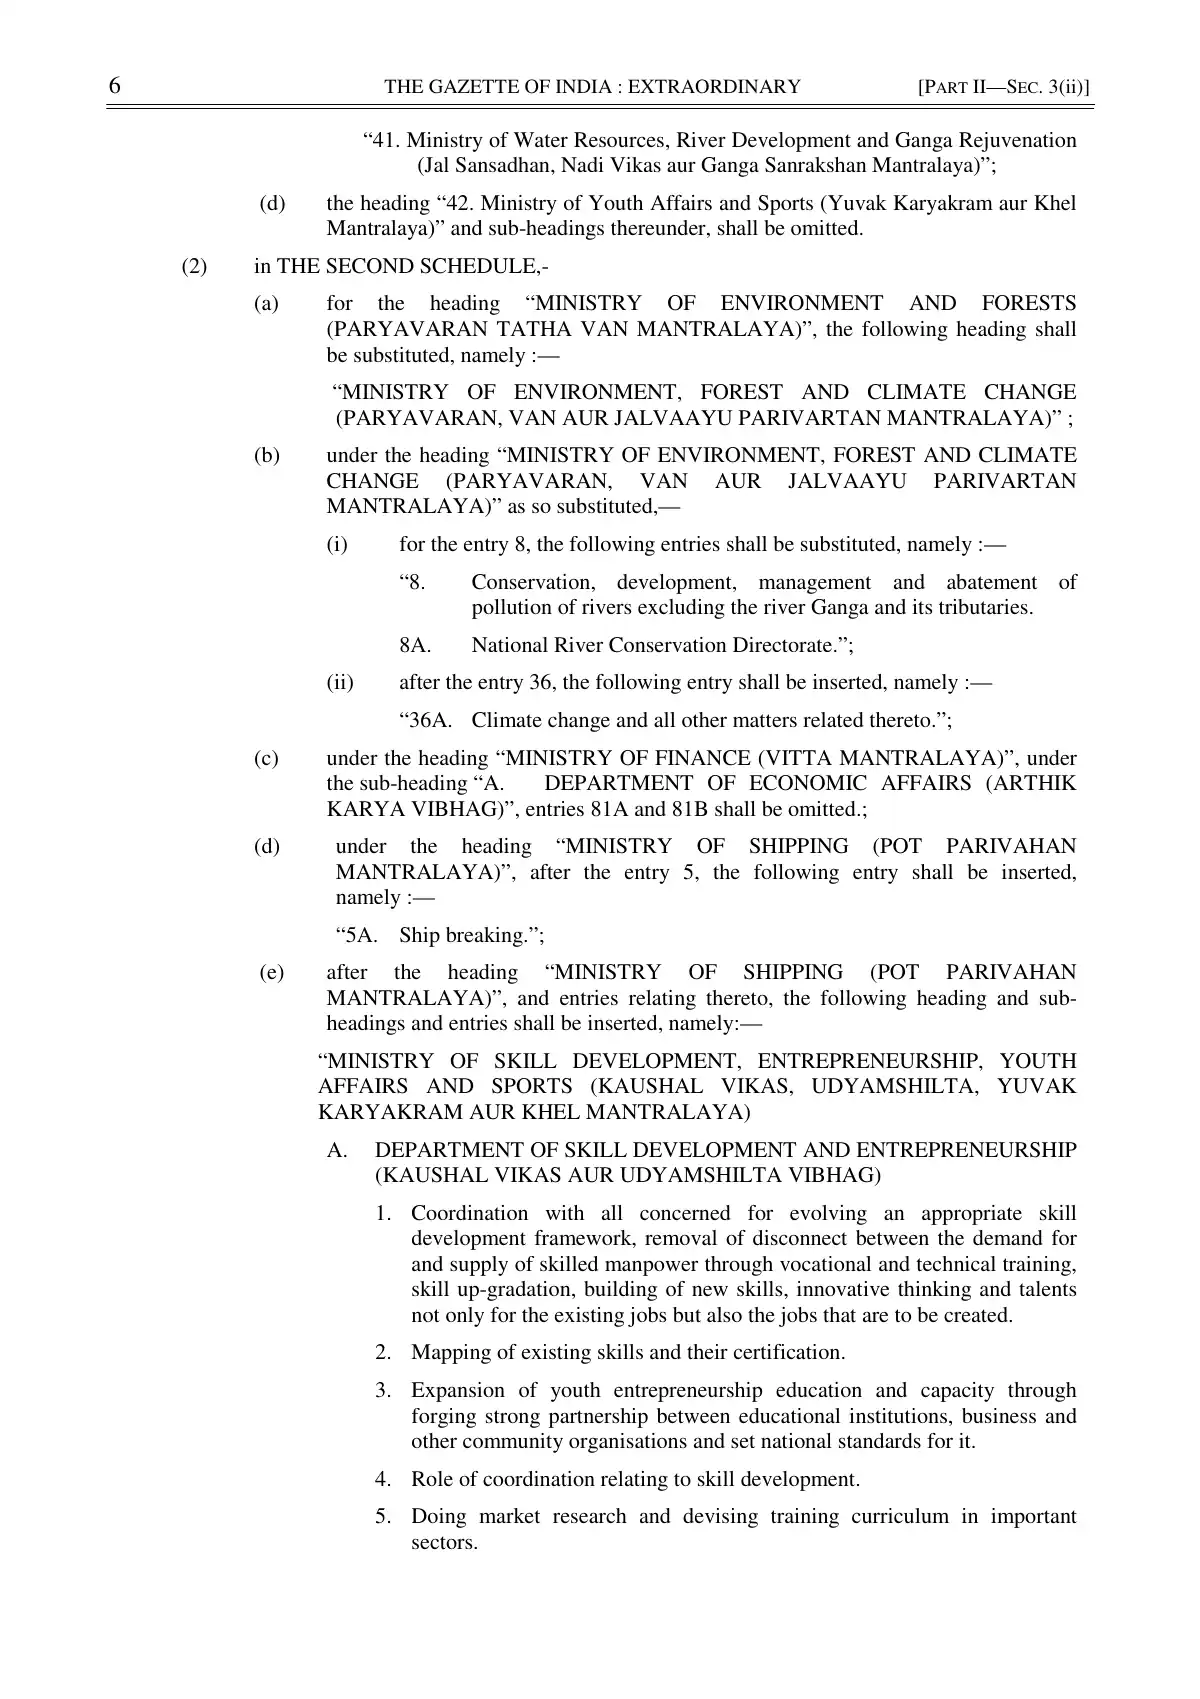 6 THE GAZETTE OF INDIA : EXTRAORDINARY [PART II—SEC. 3(ii)]
“41. Ministry of Water Resources, River Development and Ganga Rejuvenation
(Jal Sansadhan, Nadi Vikas aur Ganga Sanrakshan Mantralaya)”;
(d) the heading “42. Ministry of Youth Affairs and Sports (Yuvak Karyakram aur Khel
Mantralaya)” and sub-headings thereunder, shall be omitted.
(2) in THE SECOND SCHEDULE,-
(a) for the heading “MINISTRY OF ENVIRONMENT AND FORESTS
(PARYAVARAN TATHA VAN MANTRALAYA)”, the following heading shall
be substituted, namely :—
“MINISTRY OF ENVIRONMENT, FOREST AND CLIMATE CHANGE
(PARYAVARAN, VAN AUR JALVAAYU PARIVARTAN MANTRALAYA)” ;
(b) under the heading “MINISTRY OF ENVIRONMENT, FOREST AND CLIMATE
CHANGE (PARYAVARAN, VAN AUR JALVAAYU PARIVARTAN
MANTRALAYA)” as so substituted,—
(i) for the entry 8, the following entries shall be substituted, namely :—
“8. Conservation, development, management and abatement of
pollution of rivers excluding the river Ganga and its tributaries.
8A. National River Conservation Directorate.”;
(ii) after the entry 36, the following entry shall be inserted, namely :—
“36A. Climate change and all other matters related thereto.”;
(c) under the heading “MINISTRY OF FINANCE (VITTA MANTRALAYA)”, under
the sub-heading “A. DEPARTMENT OF ECONOMIC AFFAIRS (ARTHIK
KARYA VIBHAG)”, entries 81A and 81B shall be omitted.;
(d) under the heading “MINISTRY OF SHIPPING (POT PARIVAHAN
MANTRALAYA)”, after the entry 5, the following entry shall be inserted,
namely :—
“5A. Ship breaking.”;
(e) after the heading “MINISTRY OF SHIPPING (POT PARIVAHAN
MANTRALAYA)”, and entries relating thereto, the following heading and sub-
headings and entries shall be inserted, namely:—
“MINISTRY OF SKILL DEVELOPMENT, ENTREPRENEURSHIP, YOUTH
AFFAIRS AND SPORTS (KAUSHAL VIKAS, UDYAMSHILTA, YUVAK
KARYAKRAM AUR KHEL MANTRALAYA)
A. DEPARTMENT OF SKILL DEVELOPMENT AND ENTREPRENEURSHIP
(KAUSHAL VIKAS AUR UDYAMSHILTA VIBHAG)
1. Coordination with all concerned for evolving an appropriate skill
development framework, removal of disconnect between the demand for
and supply of skilled manpower through vocational and technical training,
skill up-gradation, building of new skills, innovative thinking and talents
not only for the existing jobs but also the jobs that are to be created.
2. Mapping of existing skills and their certification.
3. Expansion of youth entrepreneurship education and capacity through
forging strong partnership between educational institutions, business and
other community organisations and set national standards for it.
4. Role of coordination relating to skill development.
5. Doing market research and devising training curriculum in important
sectors.